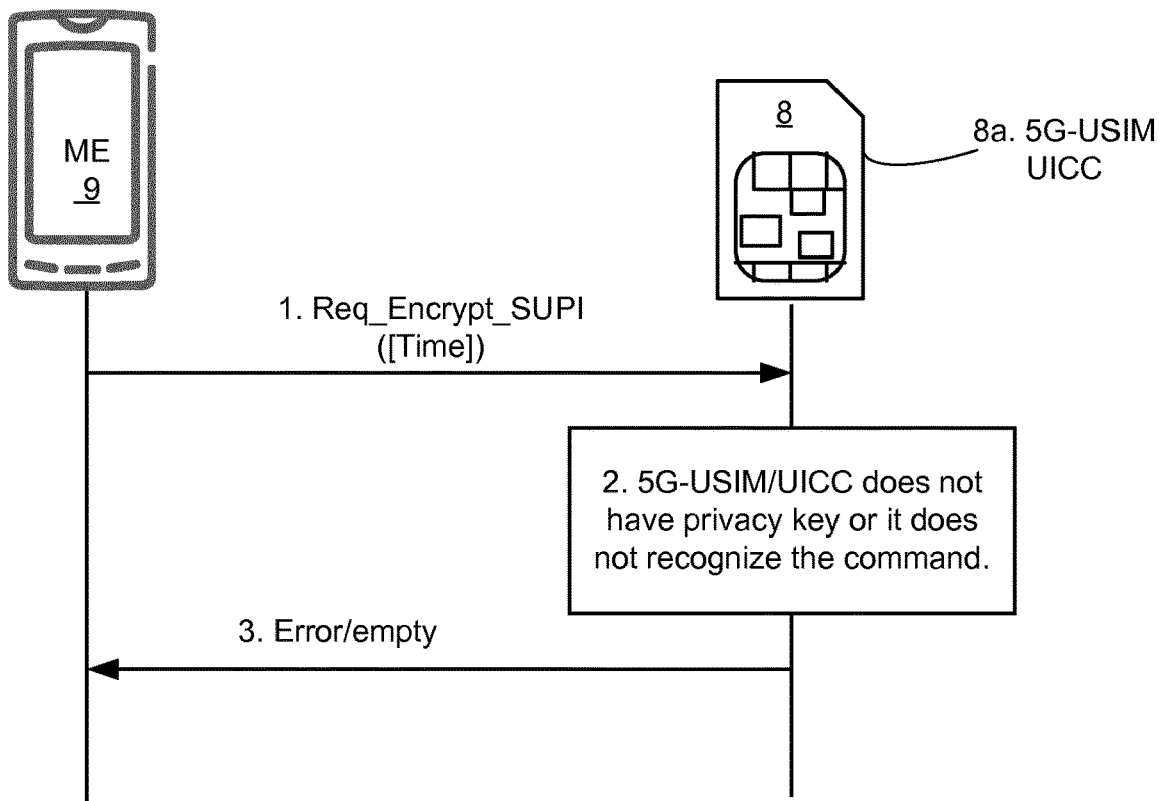 ME
9
8
8a. 5G-USIM
UICC
1. Req_Encrypt_SUPI
([Time])
2. 5G-USIM/UICC does not
have privacy key or it does
not recognize the command.
3. Error/empty